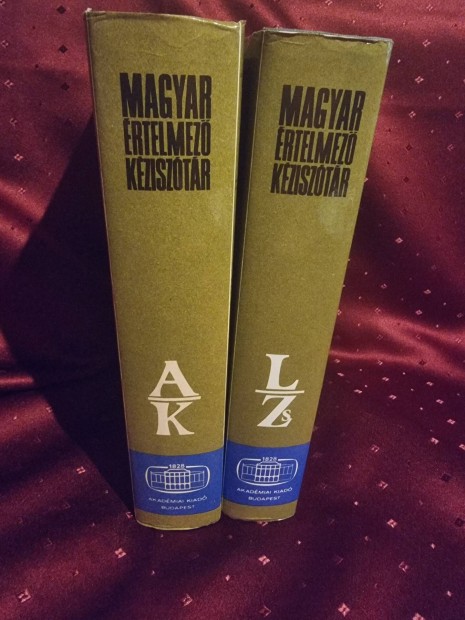 MAGYAR
ÉRTELMEZŐ
KÉZISZÓTÁR
A
K
1828
AKADÉMIAI KIADÓ
BUDAPEST
MAGYAR
ÉRTELMEZŐ
KÉZISZÓTÁR
L
Zs
1828
AKADÉMIAI KIADÓ
BUDAPEST